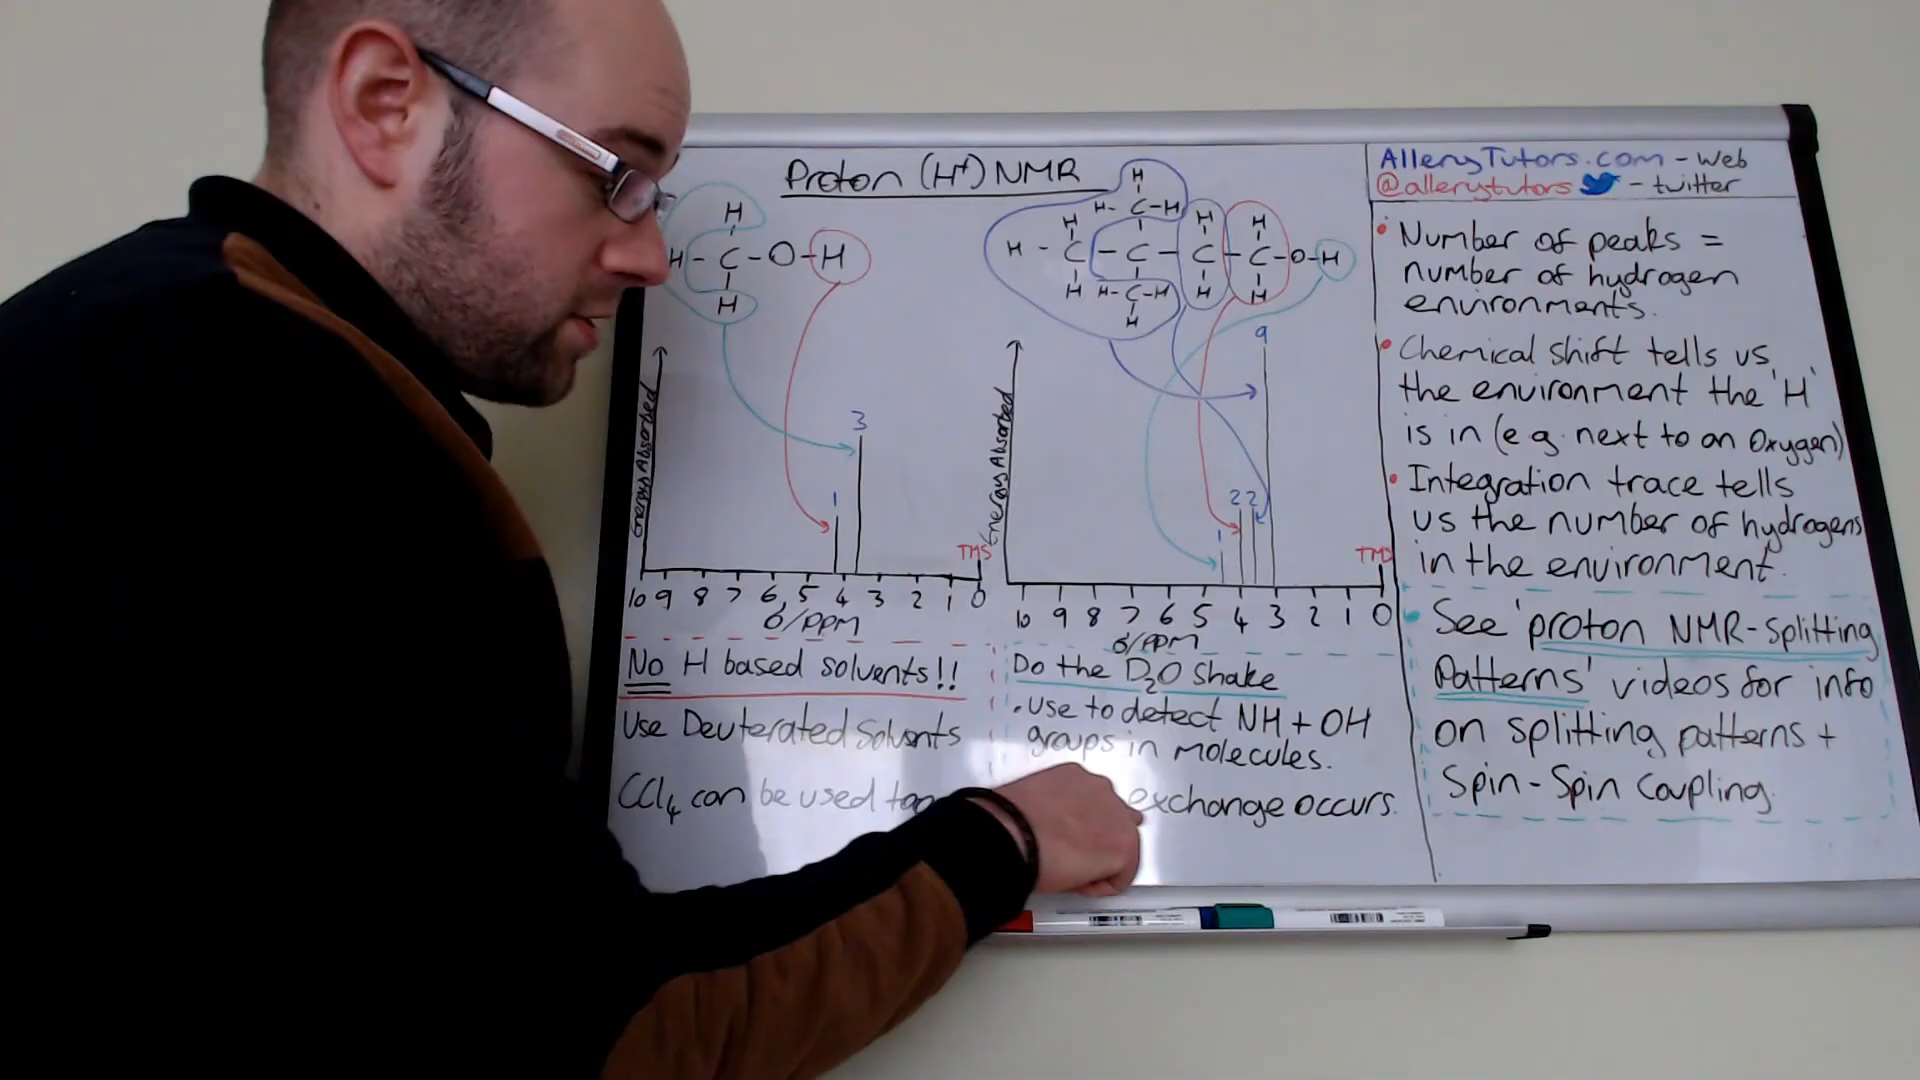 Proton (H⁺) NMR
H
H - C - O - H
H
H
H - C - H
H H H
H - C - C - C - C - O - H
H H - C - H H H
H
Energy Absorbed
1
3
TMS
10 9 8 7 6 5 4 3 2 1 0
δ/PPM
Energy Absorbed
1
2 2
9
TMS
10 9 8 7 6 5 4 3 2 1 0
δ/PPM
No H based solvents!!
Use Deuterated Solvents
CCl₄ can be used too
Do the D₂O Shake
• use to detect NH + OH
groups in molecules.
exchange occurs.
AlleryTutors.com - Web
@allerytutors - twitter
• Number of peaks =
number of hydrogen
environments.
• Chemical shift tells us
the environment the 'H'
is in (e.g. next to an Oxygen)
• Integration trace tells
us the number of hydrogens
in the environment.
• See 'proton NMR-Splitting
Patterns' videos for info
on splitting patterns +
Spin-Spin Coupling.